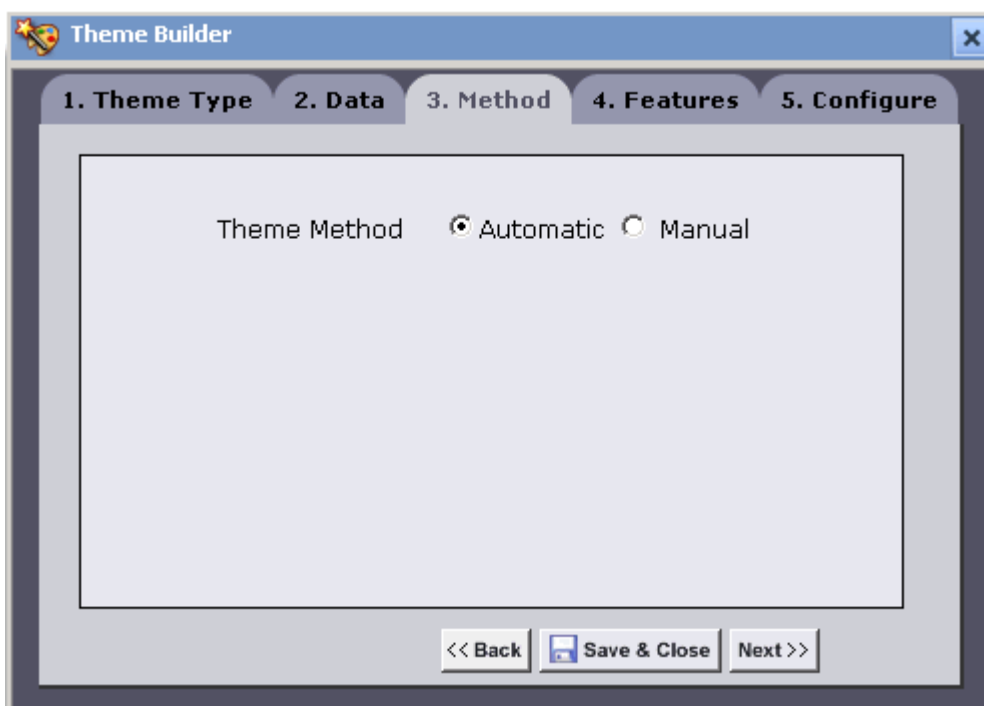 Theme Builder
1. Theme Type 2. Data 3. Method 4. Features 5. Configure
Theme Method Automatic Manual
<< Back Save & Close Next >>